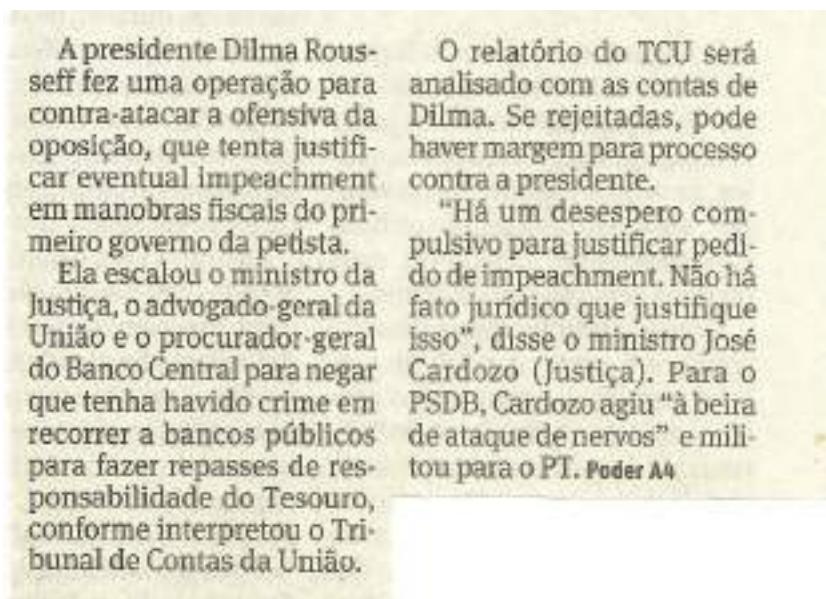 A presidente Dilma Rous-
seff fez uma operação para
contra-atacar a ofensiva da
oposição, que tenta justifi-
car eventual impeachment
em manobras fiscais do pri-
meiro governo da petista.
Ela escalou o ministro da
Justiça, o advogado-geral da
União e o procurador-geral
do Banco Central para negar
que tenha havido crime em
recorrer a bancos públicos
para fazer repasses de res-
ponsabilidade do Tesouro,
conforme interpretou o Tri-
bunal de Contas da União.
O relatório do TCU será
analisado com as contas de
Dilma. Se rejeitadas, pode
haver margem para processo
contra a presidente.
“Há um desespero com-
pulsivo para justificar pedi-
do de impeachment. Não há
fato jurídico que justifique
isso”, disse o ministro José
Cardozo (Justiça). Para o
PSDB, Cardozo agiu “à beira
de ataque de nervos” e mili-
tou para o PT. Poder A4